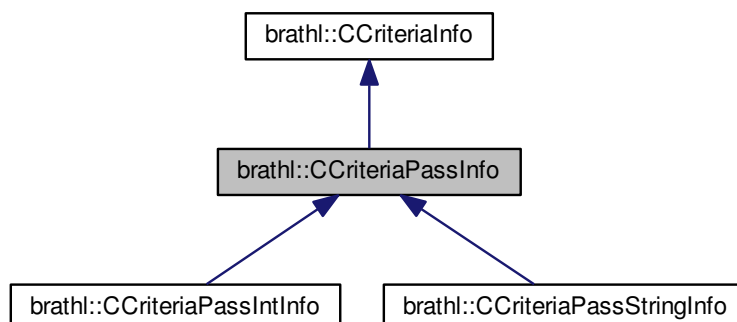 brathl::CCriteriaInfo
brathl::CCriteriaPassInfo
brathl::CCriteriaPassIntInfo
brathl::CCriteriaPassStringInfo